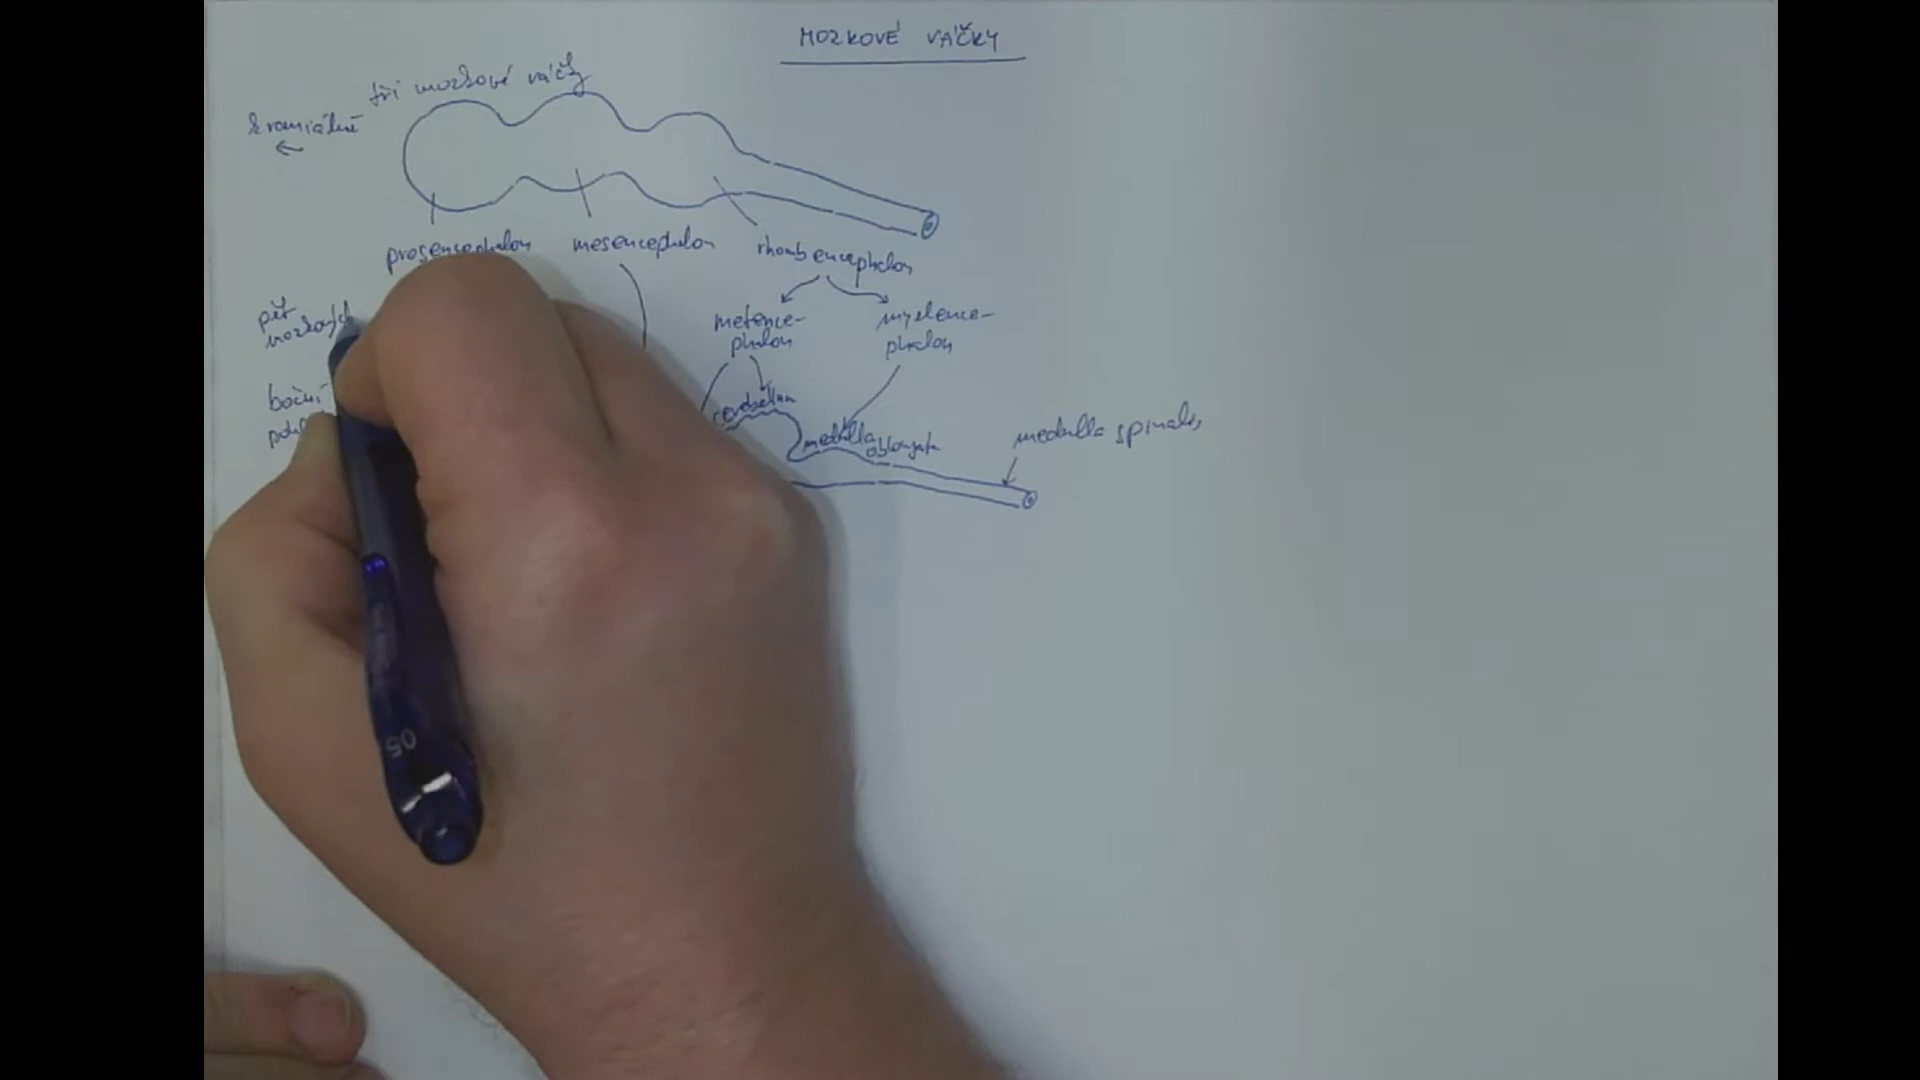 MOZKOVÉ VÁČKY
tři mozkové váčky
kraniálně
prosencephalon
mesencephalon
rhombencephalon
pět
mozkových
metence-
phalon
myelence-
phalon
boční
cerebellum
medulla
oblongata
medulla spinalis
05